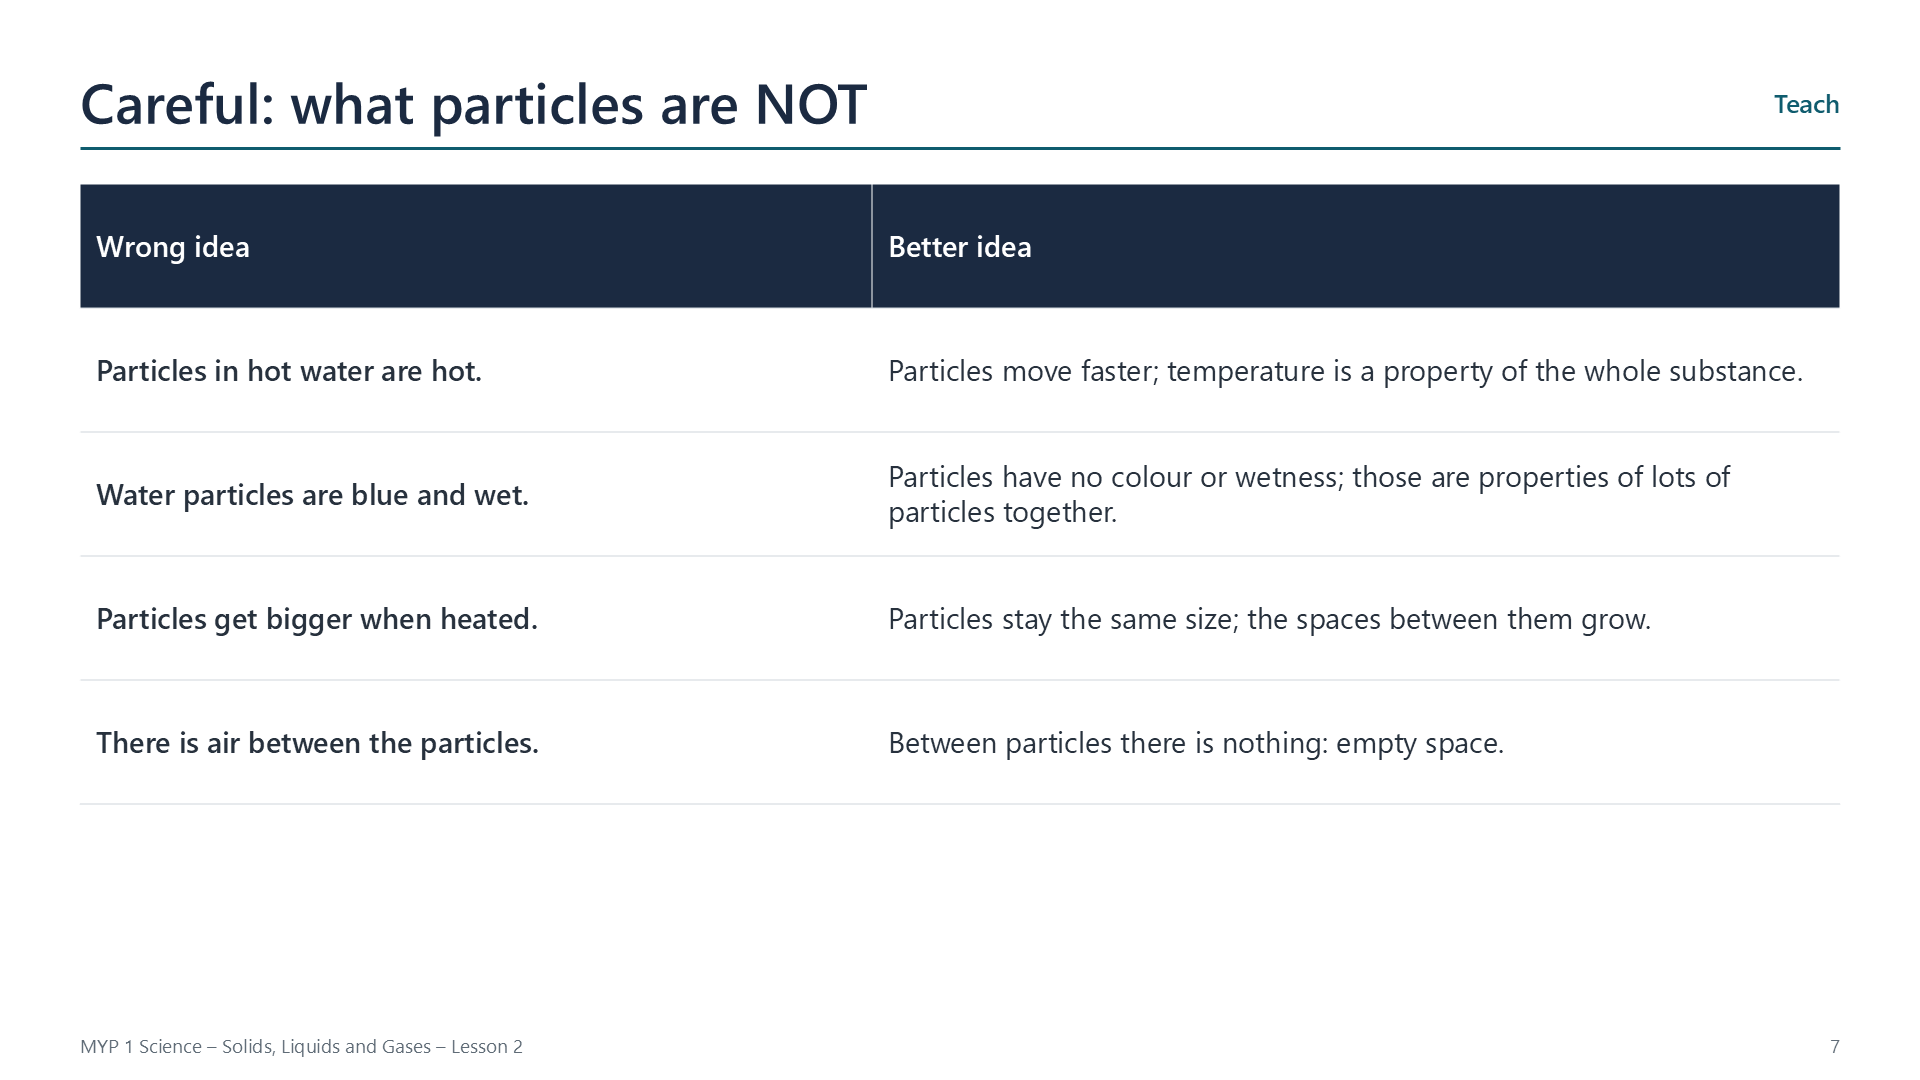 Careful: what particles are NOT
Teach
Wrong idea
Better idea
Particles in hot water are hot.
Particles move faster; temperature is a property of the whole substance.
Water particles are blue and wet.
Particles have no colour or wetness; those are properties of lots of
particles together.
Particles get bigger when heated.
Particles stay the same size; the spaces between them grow.
There is air between the particles.
Between particles there is nothing: empty space.
MYP 1 Science – Solids, Liquids and Gases – Lesson 2
7